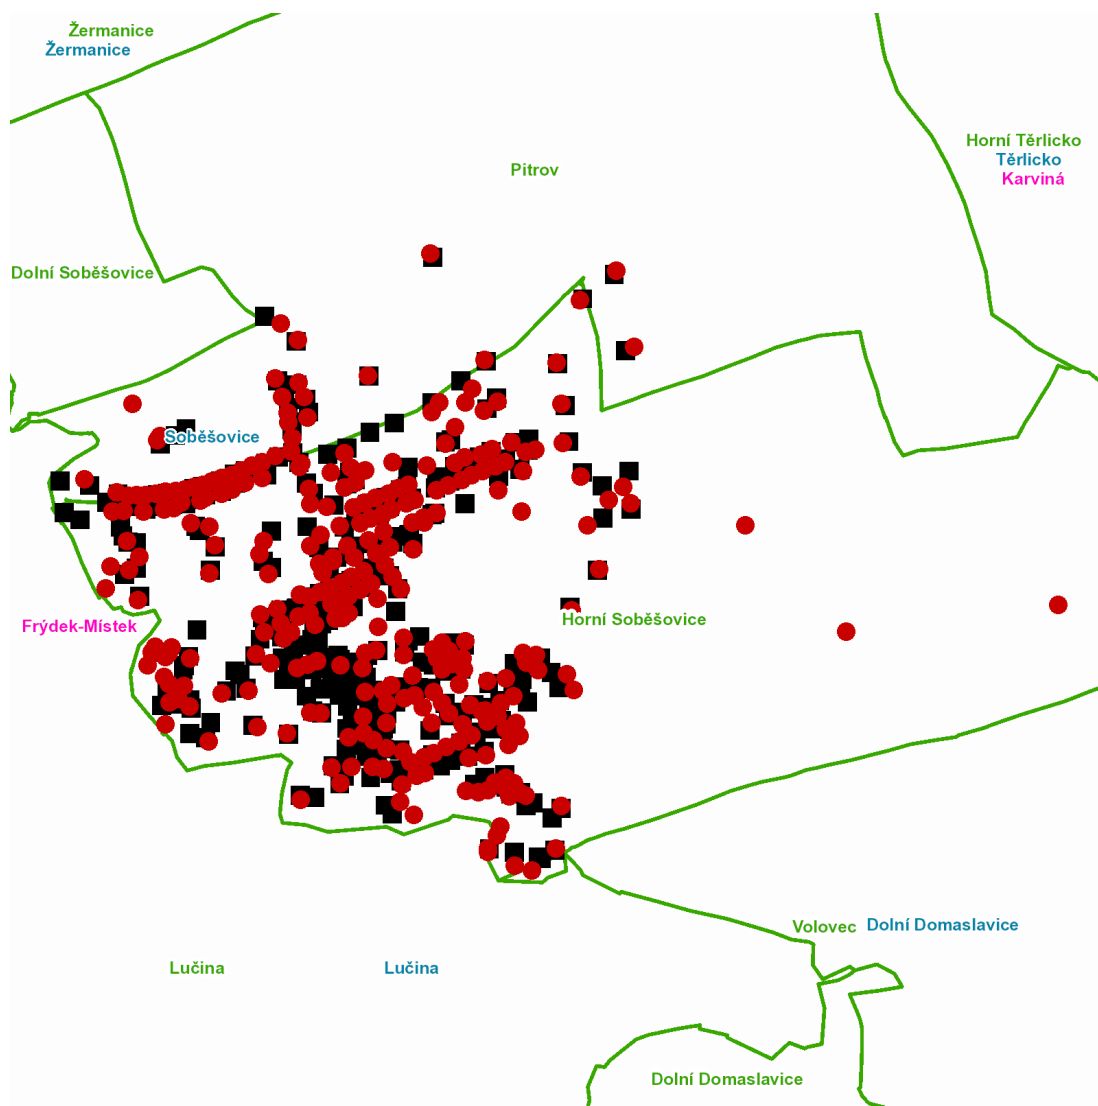 Žermanice
Žermanice
Horní Těrlicko
Těrlicko
Karviná
Pitrov
Dolní Soběšovice
Soběšovice
Horní Soběšovice
Frýdek-Místek
Volovec
Dolní Domaslavice
Lučina
Lučina
Dolní Domaslavice